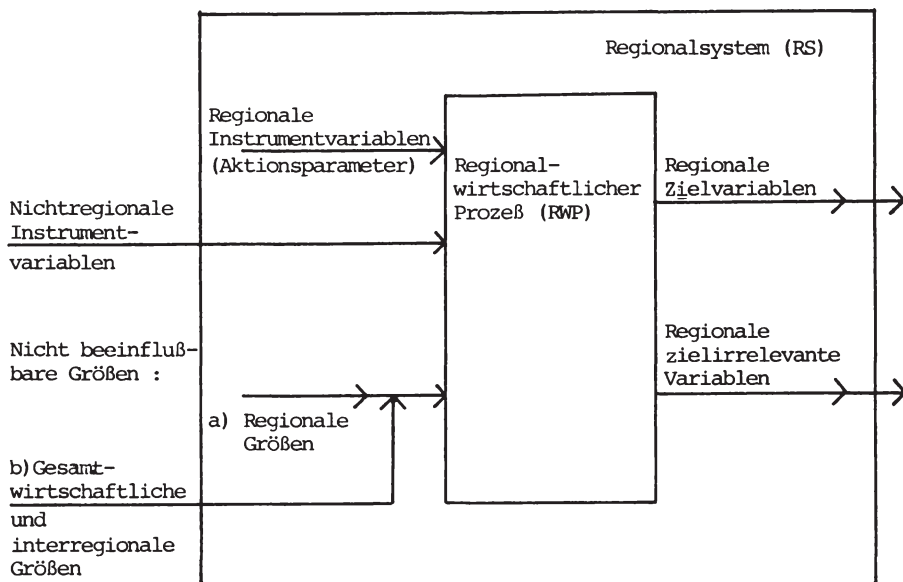 Regionalsystem (RS)
Regionale
Instrumentvariablen
(Aktionsparameter)
Regional-
wirtschaftlicher
Prozeß (RWP)
Regionale
Zielvariablen
Nichtregionale
Instrument-
variablen
Regionale
zielirrelevante
Variablen
Nicht beeinfluß-
bare Größen :
a) Regionale
Größen
b) Gesamt-
wirtschaftliche
und
interregionale
Größen